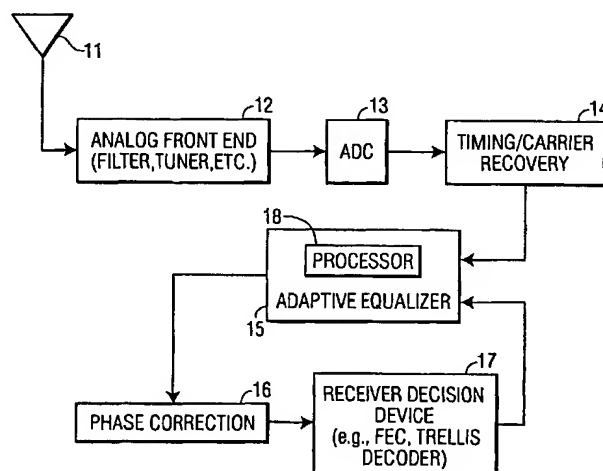 11
12
ANALOG FRONT END
(FILTER,TUNER,ETC.)
13
ADC
14
TIMING/CARRIER
RECOVERY
18
PROCESSOR
ADAPTIVE EQUALIZER
15
16
PHASE CORRECTION
17
RECEIVER DECISION
DEVICE
(e.g., FEC, TRELLIS
DECODER)